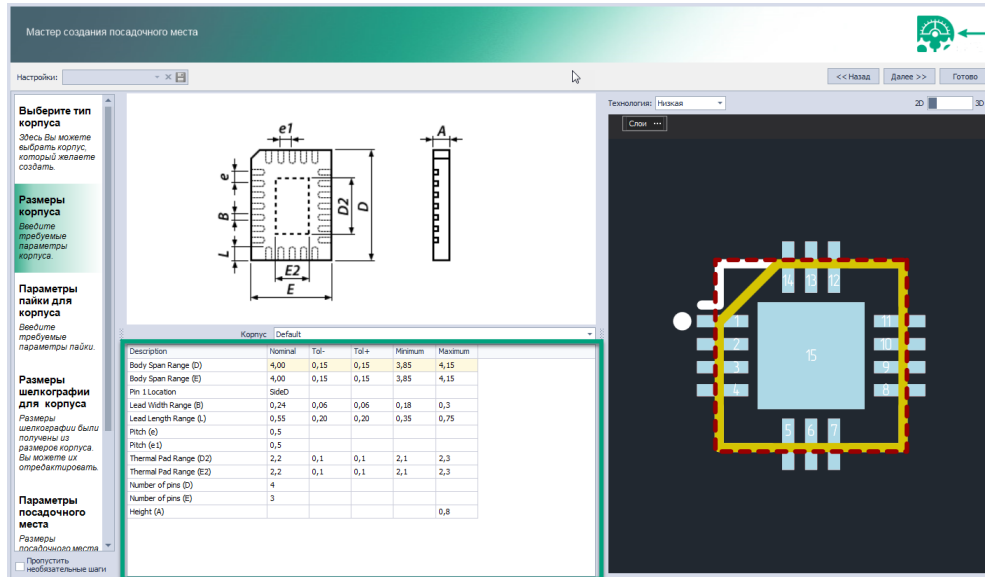 Мастер создания посадочного места
Настройки:
<< Назад Далее >> Готово
Выберите тип
корпуса
Здесь Вы можете
выбрать корпус,
который желаете
создать.
Размеры
корпуса
Введите
требуемые
параметры
корпуса.
Параметры
пайки для
корпуса
Введите
требуемые
параметры пайки.
Размеры
шелкографии
для корпуса
Размеры
шелкографии были
получены из
размеров корпуса.
Вы можете их
отредактировать.
Параметры
посадочного
места
Размеры
посадочного места
Пропустить
необязательные шаги
e1
A
e
B
L
D2
D
E2
E
Корпус Default
Description Nominal Tol- Tol+ Minimum Maximum
Body Span Range (D) 4,00 0,15 0,15 3,85 4,15
Body Span Range (E) 4,00 0,15 0,15 3,85 4,15
Pin 1 Location SideD
Lead Width Range (B) 0,24 0,06 0,06 0,18 0,3
Lead Length Range (L) 0,55 0,20 0,20 0,35 0,75
Pitch (e) 0,5
Pitch (e1) 0,5
Thermal Pad Range (D2) 2,2 0,1 0,1 2,1 2,3
Thermal Pad Range (E2) 2,2 0,1 0,1 2,1 2,3
Number of pins (D) 4
Number of pins (E) 3
Height (A) 0,8
Технология: Низкая 2D 3D
Слои ...
14 13 12
1 11
2 10
3 9
4 8
15
5 6 7